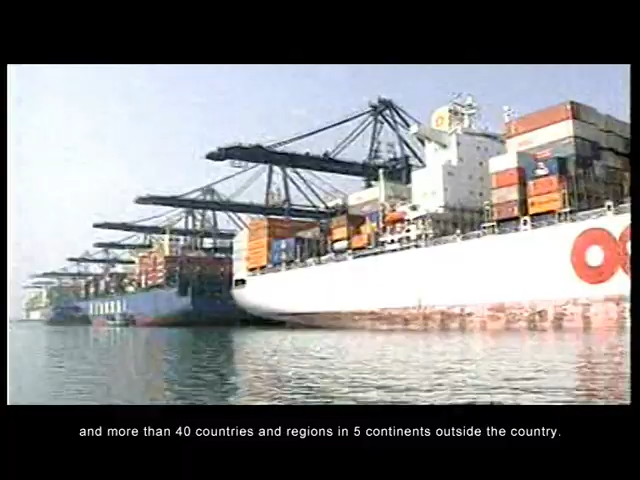 and more than 40 countries and regions in 5 continents outside the country.